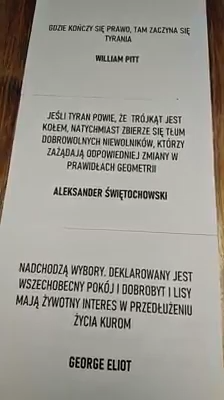 GDZIE KOŃCZY SIĘ PRAWO, TAM ZACZYNA SIĘ
TYRANIA
WILLIAM PITT
JEŚLI TYRAN POWIE, ŻE TRÓJKĄT JEST
KOŁEM, NATYCHMIAST ZBIERZE SIĘ TŁUM
DOBROWOLNYCH NIEWOLNIKÓW, KTÓRZY
ZAŻĄDAJĄ ODPOWIEDNIEJ ZMIANY W
PRAWIDŁACH GEOMETRII
ALEKSANDER ŚWIĘTOCHOWSKI
NADCHODZĄ WYBORY. DEKLAROWANY JEST
WSZECHOBECNY POKÓJ I DOBROBYT I LISY
MAJĄ ŻYWOTNY INTERES W PRZEDŁUŻENIU
ŻYCIA KUROM
GEORGE ELIOT